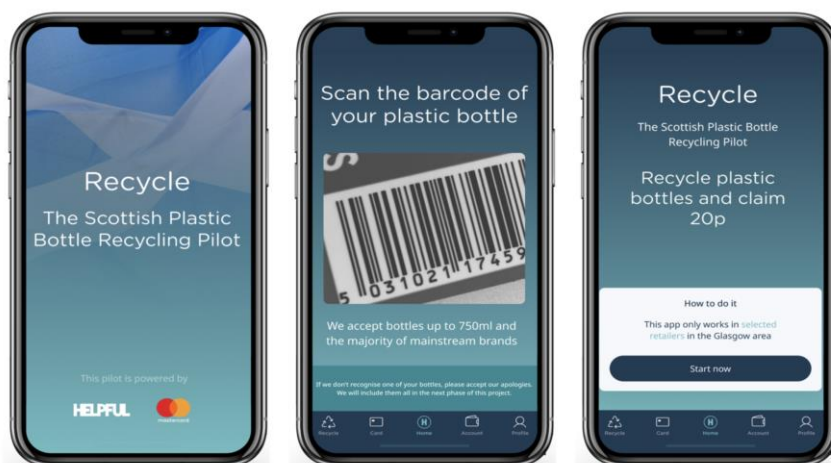 Recycle
The Scottish Plastic
Bottle Recycling Pilot
This pilot is powered by
HELPFUL
mastercard
Scan the barcode of
your plastic bottle
S
5 031021 17459
We accept bottles up to 750ml and
the majority of mainstream brands
If we don't recognise one of your bottles, please accept our apologies.
We will include them all in the next phase of this project.
Recycle Card Home Account Profile
Recycle
The Scottish Plastic Bottle
Recycling Pilot
Recycle plastic
bottles and claim
20p
How to do it
This app only works in selected
retailers in the Glasgow area
Start now
Recycle Card Home Account Profile